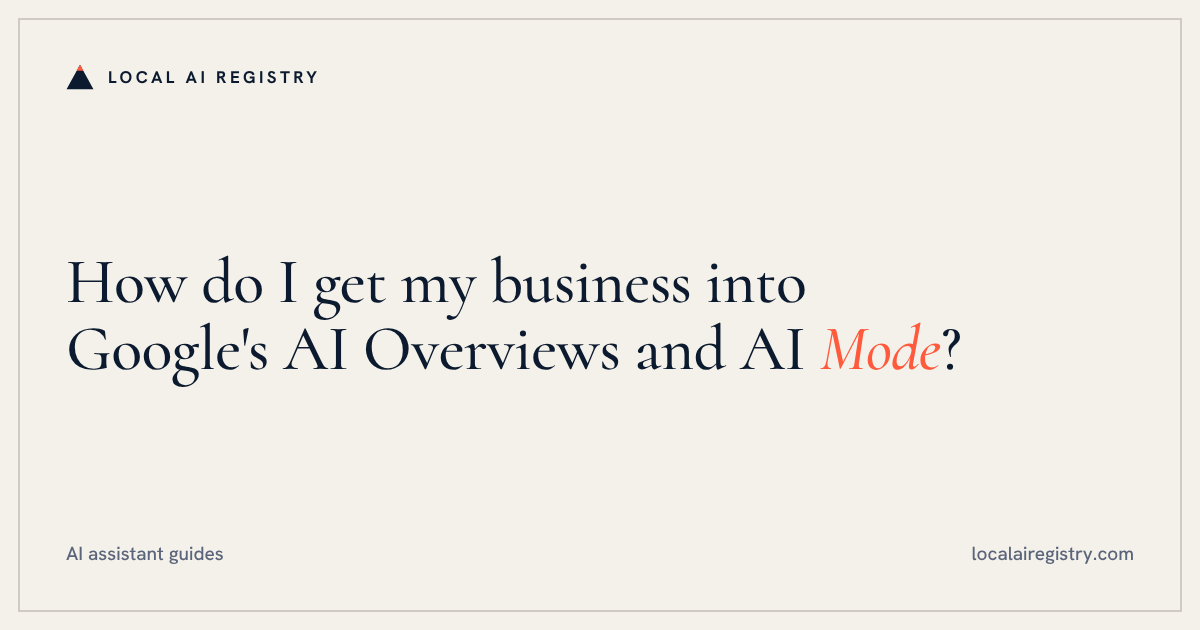 LOCAL AI REGISTRY
How do I get my business into
Google's AI Overviews and AI Mode?
AI assistant guides
localairegistry.com